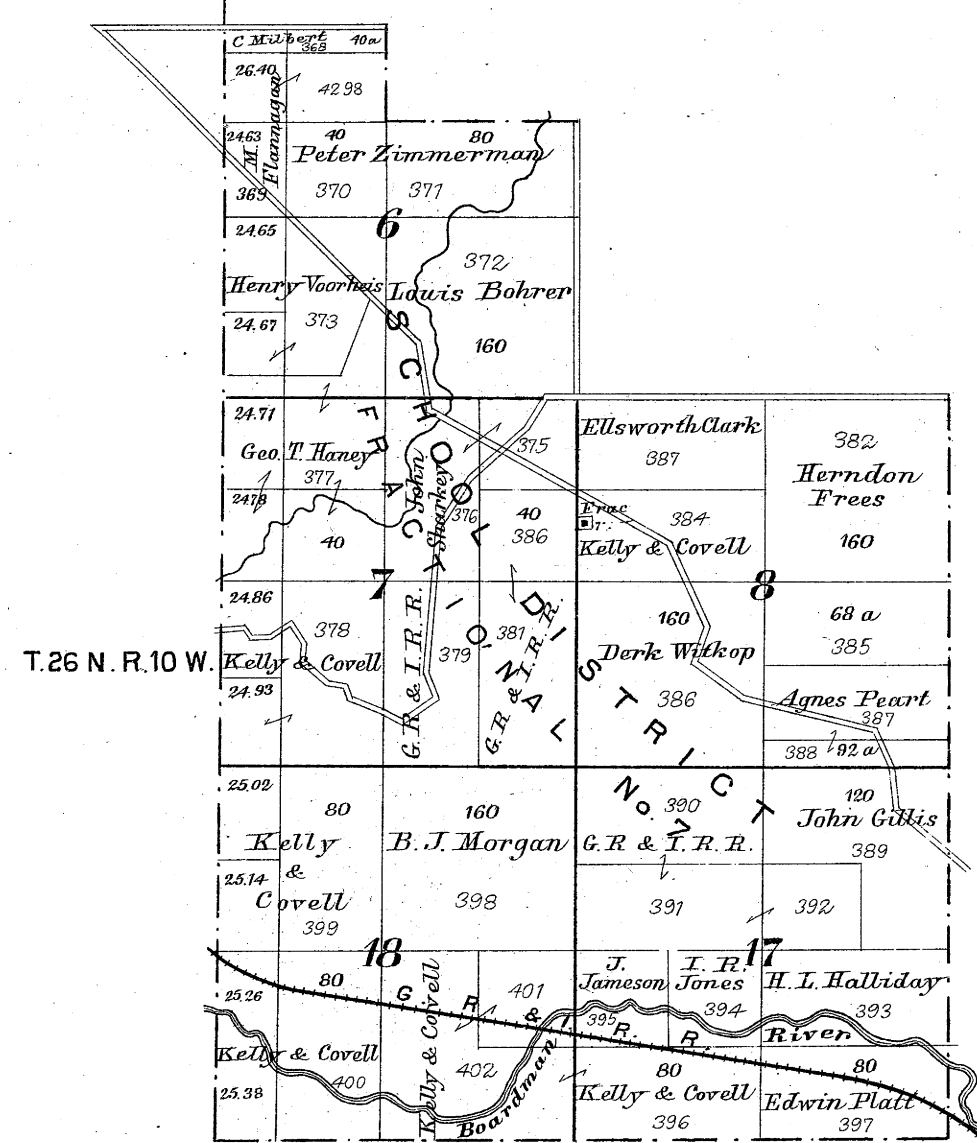 C Milbert 40a
368
26.40
4298
M. Flannagan
24.63
40
80
Peter Zimmerman
369
370
371
24.65
6
372
Henry Voorheis
Louis Bohrer
24.67
373
160
SCHOOL DISTRICT No. 2
FRACTIONAL
24.71
Geo. T. Haney
377
John Sharkey
375
Ellsworth Clark
387
382
Herndon
Frees
160
24.78
40
376
40
386
Frac
7.
384
Kelly & Covell
7
8
24.86
378
T. 26 N. R. 10 W.
Kelly & Covell
24.93
G.R & I. R. R.
379
381
G.R & I. R. R.
160
Derk Witkop
386
68 a
385
Agnes Peart
387
388 92 a
25.02
80
Kelly
&
Covell
399
25.14
160
B. J. Morgan
398
390
G.R & I. R. R.
391
392
120
John Gillis
389
18
17
80
25.26
Kelly & Covell
400
25.38
Kelly & Covell
401
402
G R & I. R. R.
Boardman River
J.
Jameson
395
I. R.
Jones
394
H. L. Halliday
393
80
Kelly & Covell
396
80
Edwin Platt
397